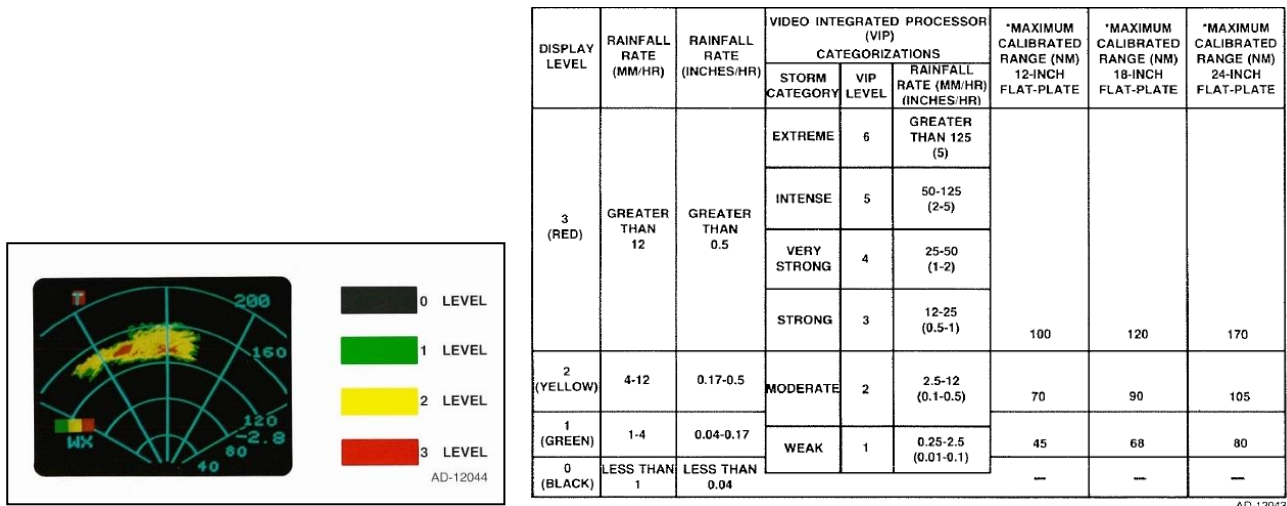 T
200
160
120
-2.8
80
40
WX
0 LEVEL
1 LEVEL
2 LEVEL
3 LEVEL
AD-12044
DISPLAY
LEVEL
RAINFALL
RATE
(MM/HR)
RAINFALL
RATE
(INCHES/HR)
VIDEO INTEGRATED PROCESSOR
(VIP)
CATEGORIZATIONS
STORM
CATEGORY
VIP
LEVEL
RAINFALL
RATE (MM/HR)
(INCHES/HR)
*MAXIMUM
CALIBRATED
RANGE (NM)
12-INCH
FLAT-PLATE
*MAXIMUM
CALIBRATED
RANGE (NM)
18-INCH
FLAT-PLATE
*MAXIMUM
CALIBRATED
RANGE (NM)
24-INCH
FLAT-PLATE
3
(RED)
GREATER
THAN
12
GREATER
THAN
0.5
EXTREME
6
GREATER
THAN 125
(5)
INTENSE
5
50-125
(2-5)
VERY
STRONG
4
25-50
(1-2)
STRONG
3
12-25
(0.5-1)
100
120
170
2
(YELLOW)
4-12
0.17-0.5
MODERATE
2
2.5-12
(0.1-0.5)
70
90
105
1
(GREEN)
1-4
0.04-0.17
WEAK
1
0.25-2.5
(0.01-0.1)
45
68
80
0
(BLACK)
LESS THAN
1
LESS THAN
0.04
—
—
—
AD-12043